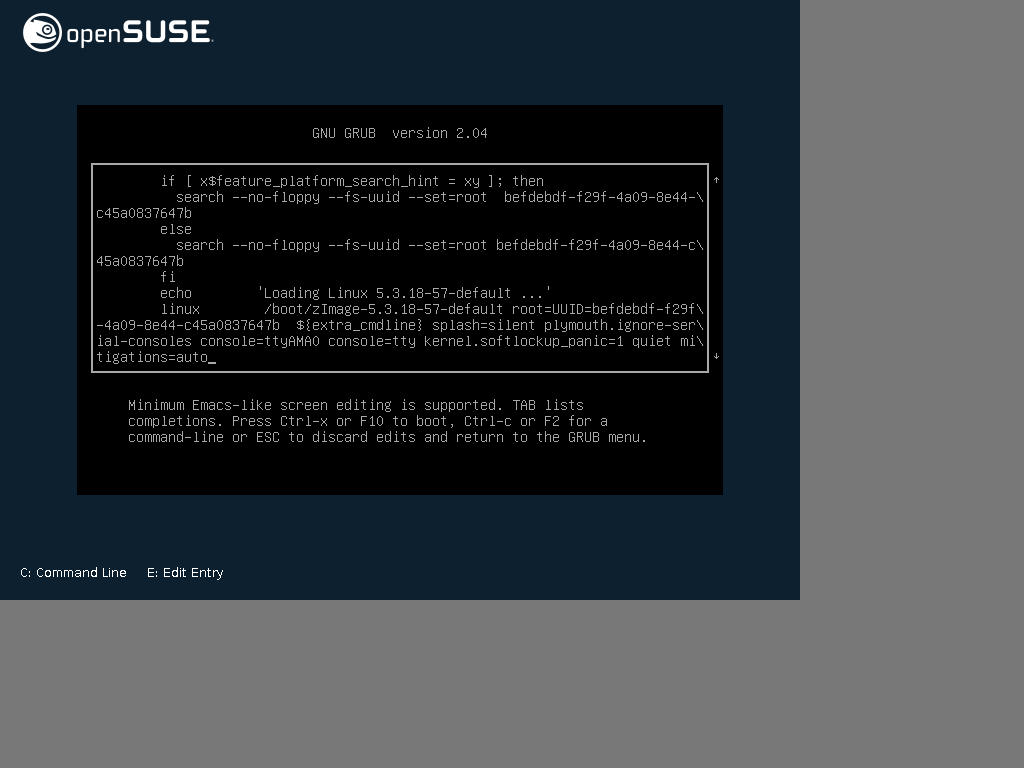 openSUSE.
GNU GRUB  version 2.04
if [ x$feature_platform_search_hint = xy ]; then
search --no-floppy --fs-uuid --set=root  befdebdf-f29f-4a09-8e44-\
c45a0837647b
else
search --no-floppy --fs-uuid --set=root befdebdf-f29f-4a09-8e44-c\
45a0837647b
fi
echo        'Loading Linux 5.3.18-57-default ...'
linux        /boot/zImage-5.3.18-57-default root=UUID=befdebdf-f29f\
-4a09-8e44-c45a0837647b  ${extra_cmdline} splash=silent plymouth.ignore-ser\
ial-consoles console=ttyAMA0 console=tty kernel.softlockup_panic=1 quiet mi\
tigations=auto_
Minimum Emacs-like screen editing is supported. TAB lists
completions. Press Ctrl-x or F10 to boot, Ctrl-c or F2 for a
command-line or ESC to discard edits and return to the GRUB menu.
C: Command Line     E: Edit Entry